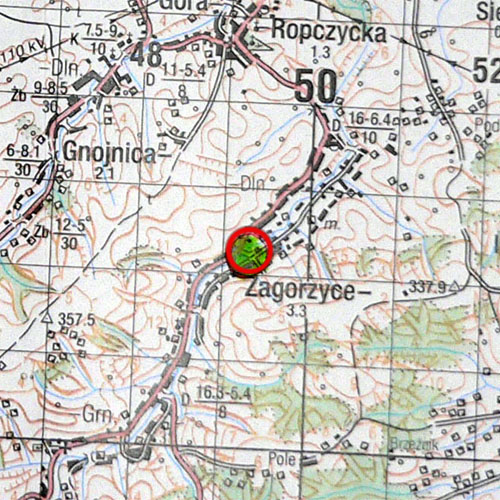 Góra
Ropczycka
1.3
7.5-9
10
K
110 KV
48
D
11-5.4
8
50
52
Dln.
Zb
9-8.5
30
16-6.4
10
D
6-8.1
30
Gnojnica-
2.1
-Dln
Zb
12-5
30
m.
Zagorzyce-
3.3
337.9
357.5
16.3-5.4
8
D
Grn
Brzeźnik
Pole